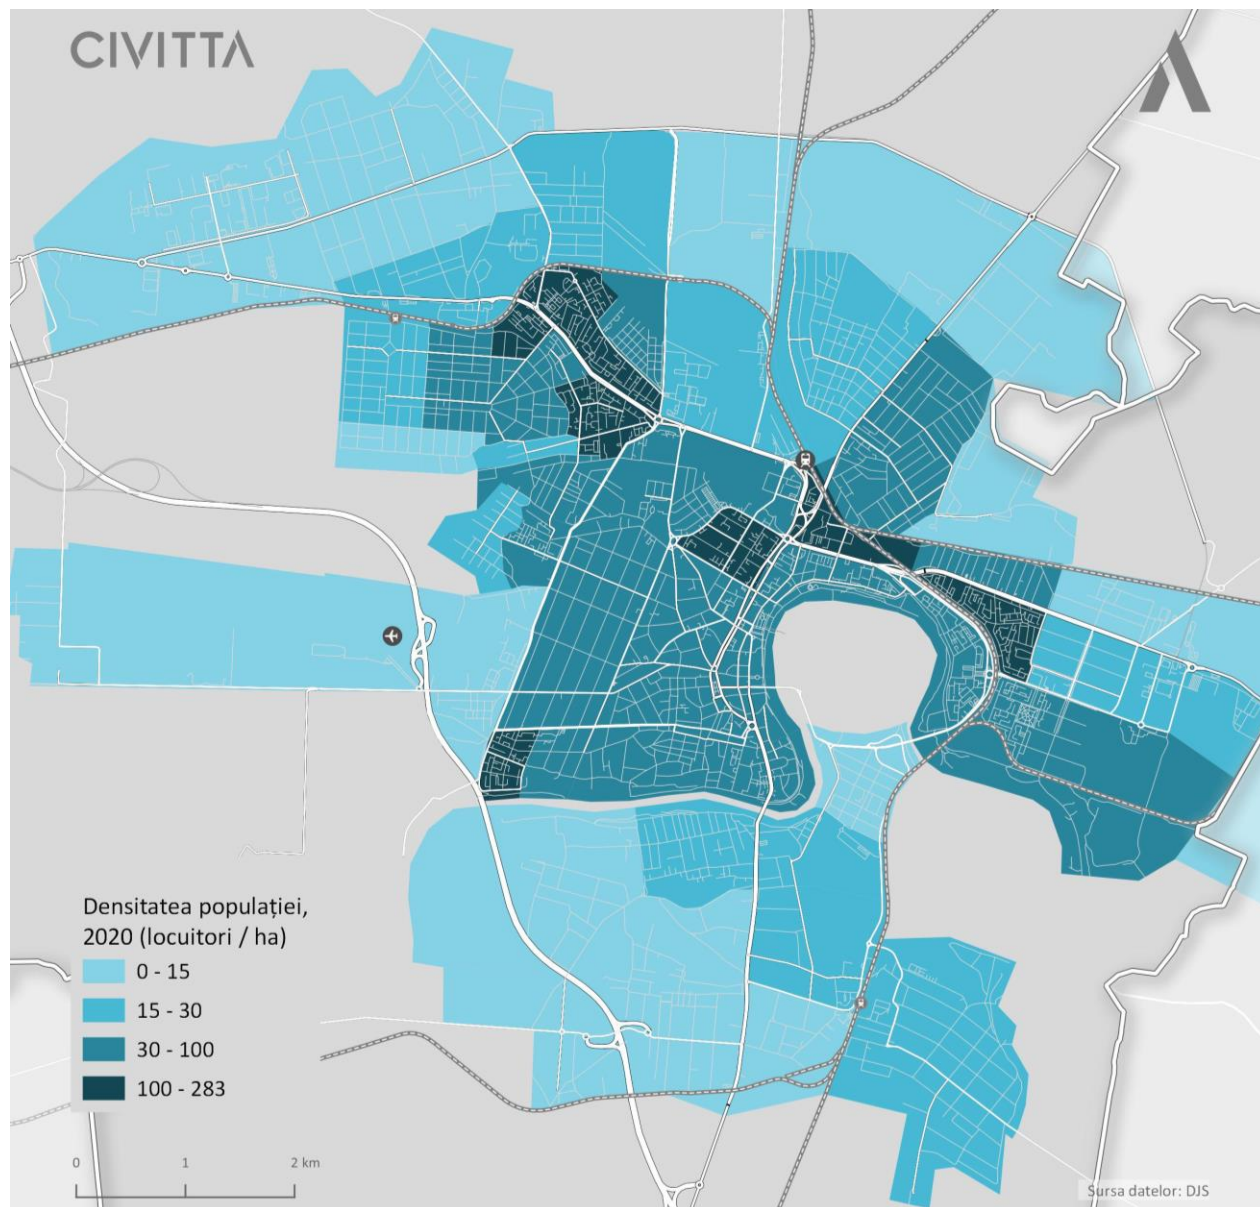 CIVITTA
Densitatea populației,
2020 (locuitori / ha)
0 - 15
15 - 30
30 - 100
100 - 283
0 1 2 km
Sursa datelor: DJS